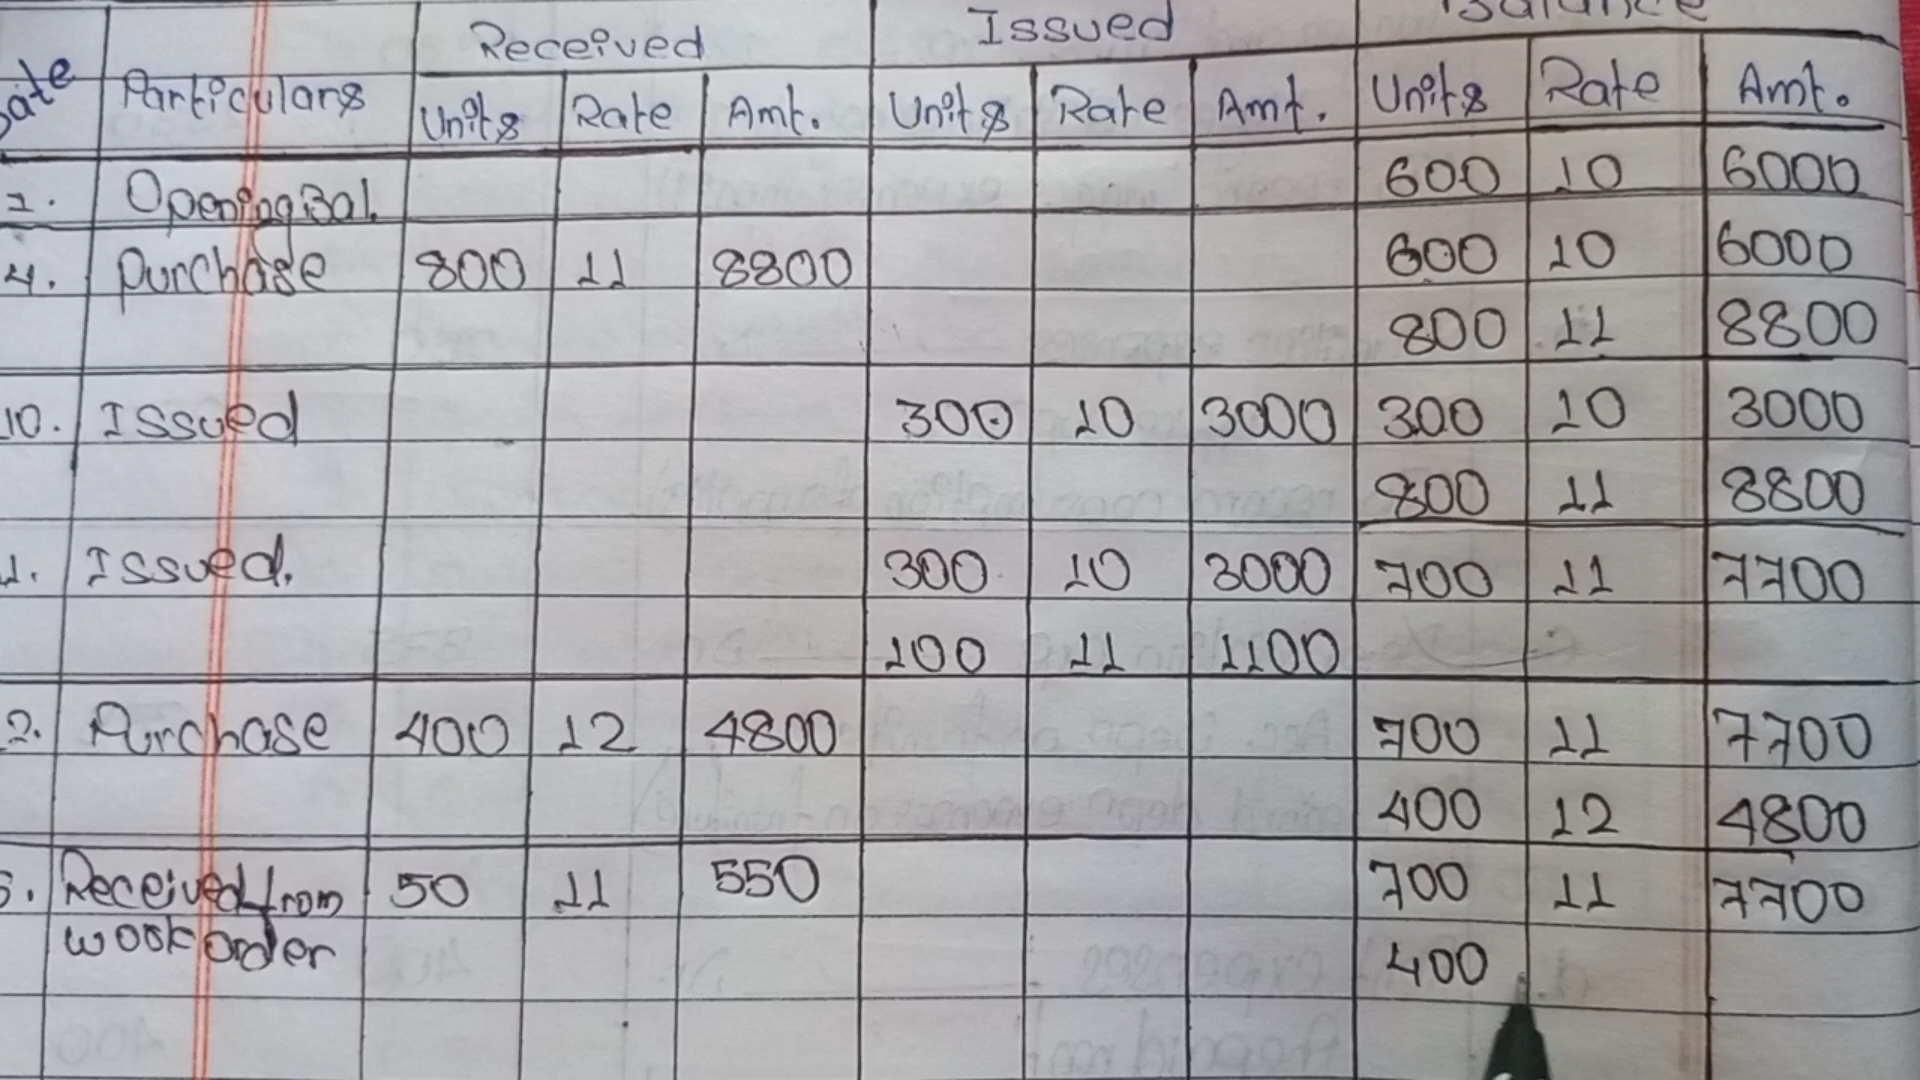 Received Issued Balance
Date Particulars Units Rate Amt. Units Rate Amt. Units Rate Amt.
1. Opening Bal. 600 10 6000
4. Purchase 800 11 8800 600 10 6000
800 11 8800
10. Issued 300 10 3000 300 10 3000
800 11 8800
1. Issued. 300 10 3000 700 11 7700
100 11 1100
2. Purchase 400 12 4800 700 11 7700
400 12 4800
5. Received from 50 11 550 700 11 7700
work order 400